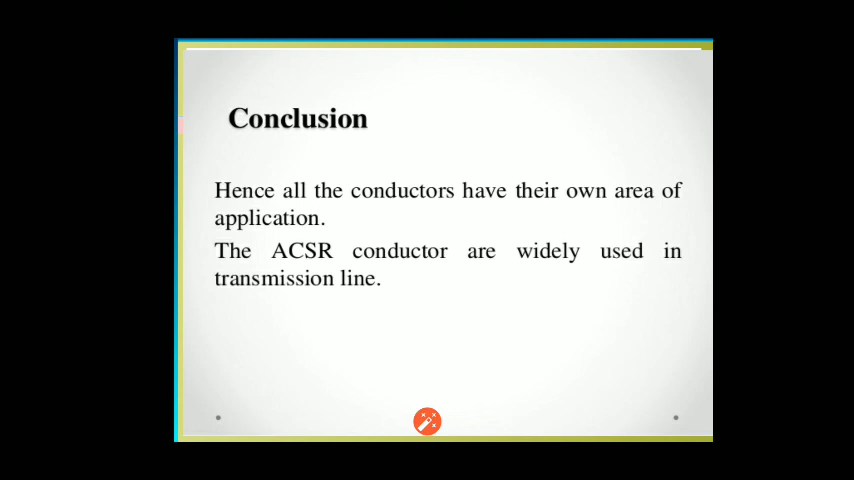 Conclusion
Hence all the conductors have their own area of
application.
The ACSR conductor are widely used in
transmission line.